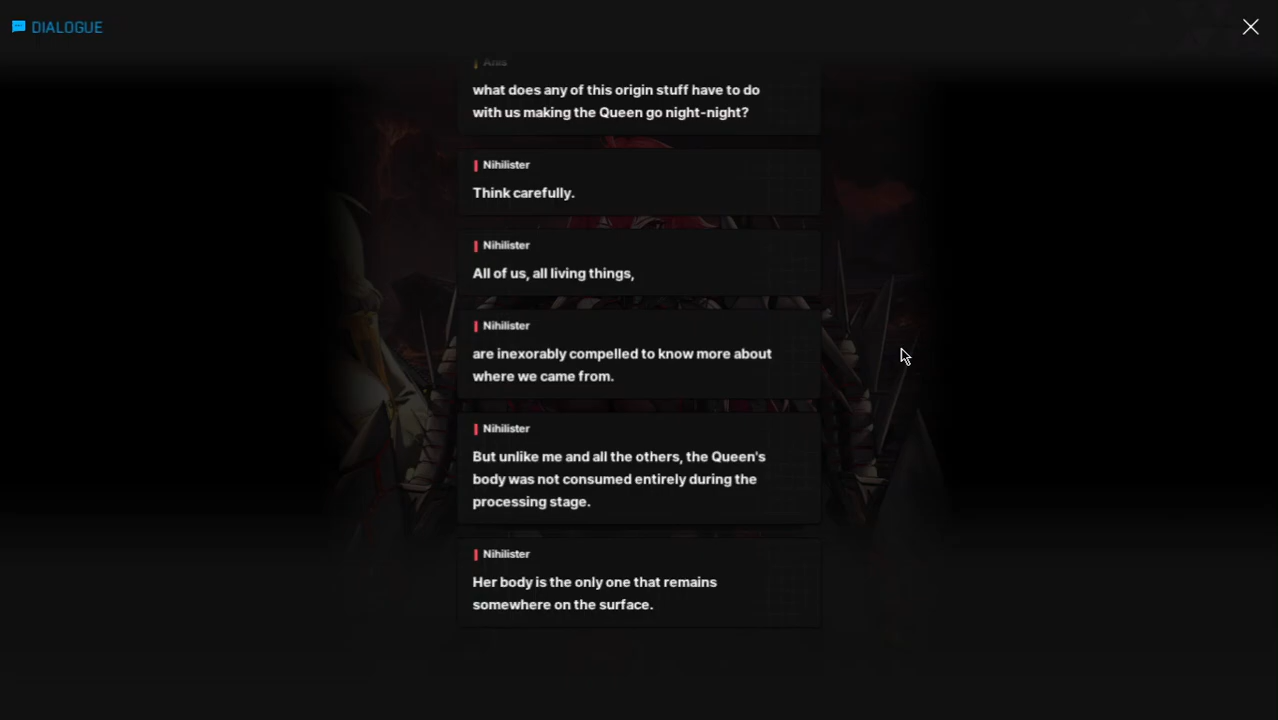 DIALOGUE
Anis
what does any of this origin stuff have to do
with us making the Queen go night-night?
Nihilister
Think carefully.
Nihilister
All of us, all living things,
Nihilister
are inexorably compelled to know more about
where we came from.
Nihilister
But unlike me and all the others, the Queen's
body was not consumed entirely during the
processing stage.
Nihilister
Her body is the only one that remains
somewhere on the surface.